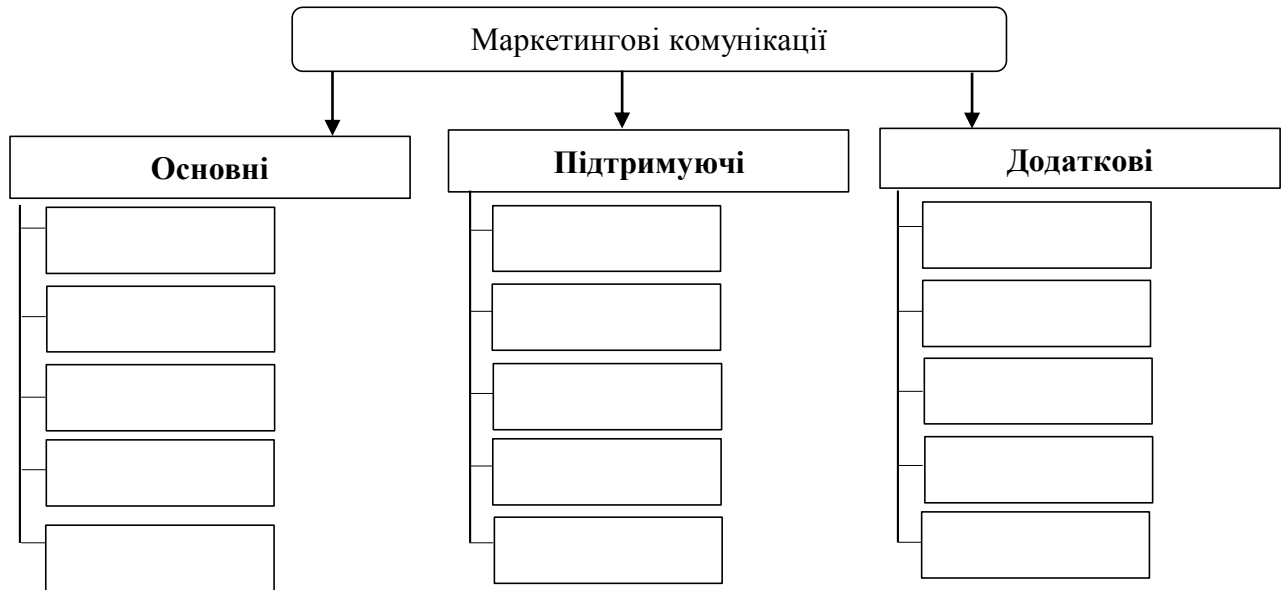 Маркетингові комунікації
Основні
Підтримуючі
Додаткові